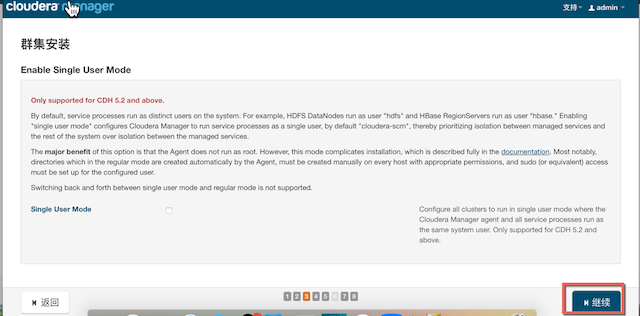 cloudera manager
支持 admin
群集安装
Enable Single User Mode
Only supported for CDH 5.2 and above.
By default, service processes run as distinct users on the system. For example, HDFS DataNodes run as user "hdfs" and HBase RegionServers run as user "hbase." Enabling
"single user mode" configures Cloudera Manager to run service processes as a single user, by default "cloudera-scm", thereby prioritizing isolation between managed services and
the rest of the system over isolation between the managed services.
The major benefit of this option is that the Agent does not run as root. However, this mode complicates installation, which is described fully in the documentation. Most notably,
directories which in the regular mode are created automatically by the Agent, must be created manually on every host with appropriate permissions, and sudo (or equivalent) access
must be set up for the configured user.
Switching back and forth between single user mode and regular mode is not supported.
Single User Mode
Configure all clusters to run in single user mode where the
Cloudera Manager agent and all service processes run as
the same system user. Only supported for CDH 5.2 and
above.
返回
1 2 3 4 5 6 7 8
继续